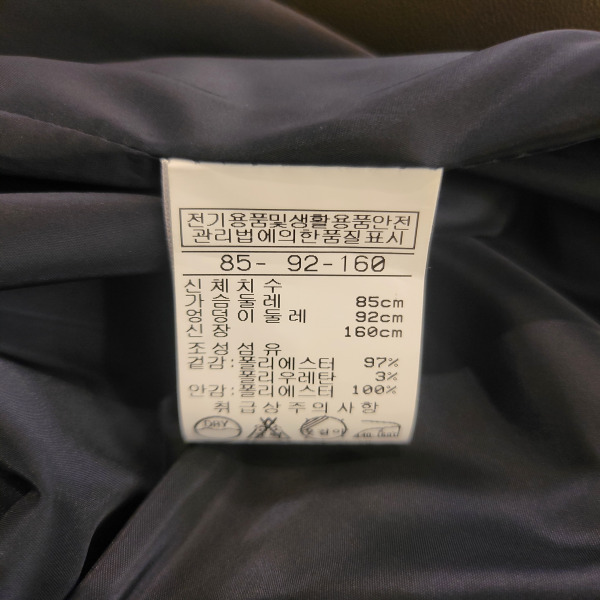 전기용품및생활용품안전
관리법에의한품질표시
85- 92-160
신체치수
가슴둘레 85cm
엉덩이둘레 92cm
신장 160cm
조성섬유
겉감:폴리에스터 97%
폴리우레탄 3%
안감:폴리에스터 100%
취급상주의사항
DRY